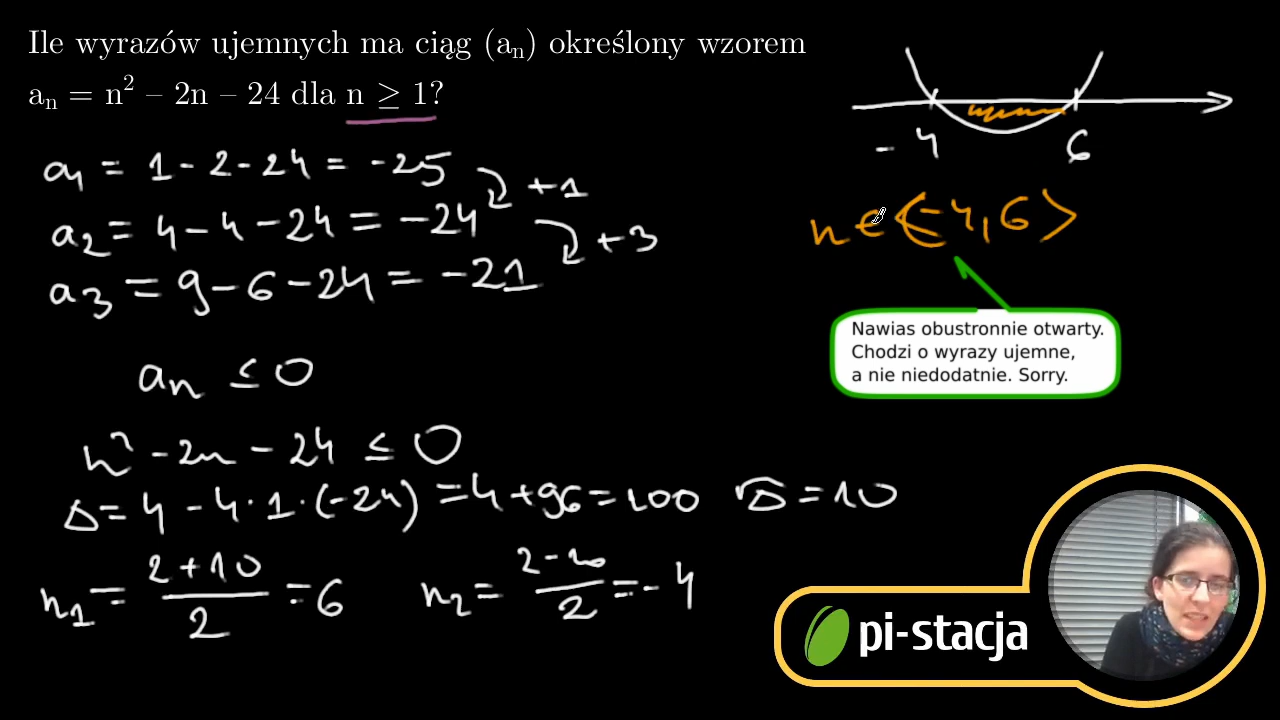 Ile wyrazów ujemnych ma ciąg (aₙ) określony wzorem
aₙ = n² – 2n – 24 dla n ≥ 1?
a₁ = 1 - 2 - 24 = -25
+1
a₂ = 4 - 4 - 24 = -24
+3
a₃ = 9 - 6 - 24 = -21
aₙ ≤ 0
n² - 2n - 24 ≤ 0
Δ = 4 - 4 · 1 · (-24) = 4 + 96 = 100 √Δ = 10
n₁ = (2 + 10)/2 = 6 n₂ = (2 - 10)/2 = -4
-4 6
n ∈ <-4, 6>
Nawias obustronnie otwarty.
Chodzi o wyrazy ujemne,
a nie niedodatnie. Sorry.
pi-stacja